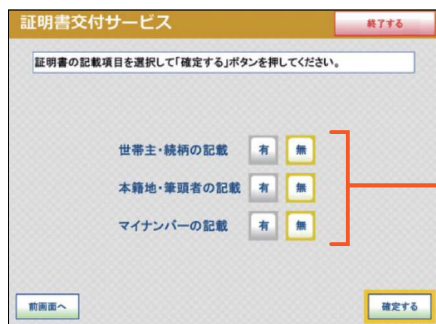 証明書交付サービス 終了する
証明書の記載項目を選択して「確定する」ボタンを押してください。
世帯主・続柄の記載 有 無
本籍地・筆頭者の記載 有 無
マイナンバーの記載 有 無
前画面へ 確定する